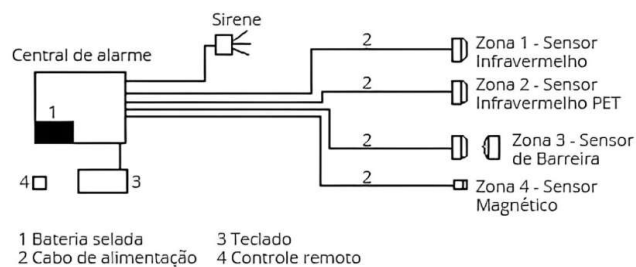 Sirene
Central de alarme
2
Zona 1 - Sensor
Infravermelho
2
Zona 2 - Sensor
Infravermelho PET
1
2
Zona 3 - Sensor
de Barreira
4
3
2
Zona 4 - Sensor
Magnético
1 Bateria selada
3 Teclado
2 Cabo de alimentação
4 Controle remoto